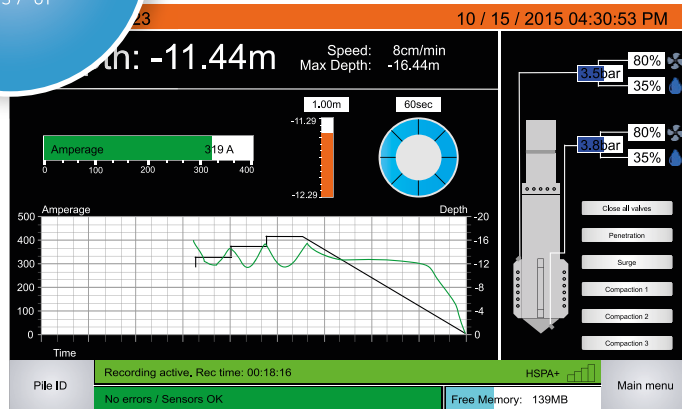 10 / 15 / 2015 04:30:53 PM
-11.44m
Speed: 8cm/min
Max Depth: -16.44m
80%
3.5bar
35%
80%
3.8bar
35%
1.00m
60sec
-11.29
-12.29
Amperage 319 A
0 100 200 300 400
Amperage
Depth
500
400
300
200
100
0
-20
-16
-12
-8
-4
0
Time
Close all valves
Penetration
Surge
Compaction 1
Compaction 2
Compaction 3
Pile ID
Recording active, Rec time: 00:18:16
HSPA+
No errors / Sensors OK
Free Memory: 139MB
Main menu